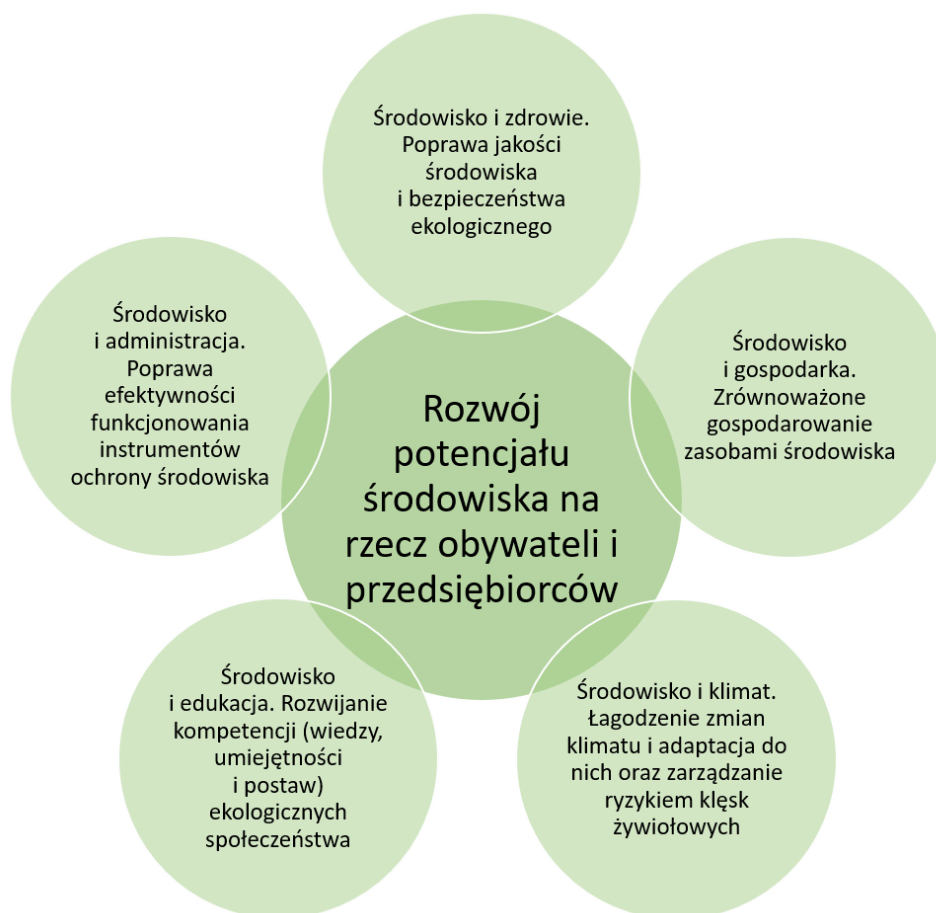 Środowisko i zdrowie.
Poprawa jakości
środowiska
i bezpieczeństwa
ekologicznego
Środowisko
i administracja.
Poprawa
efektywności
funkcjonowania
instrumentów
ochrony środowiska
Środowisko
i gospodarka.
Zrównoważone
gospodarowanie
zasobami środowiska
Rozwój
potencjału
środowiska na
rzecz obywateli i
przedsiębiorców
Środowisko
i edukacja. Rozwijanie
kompetencji (wiedzy,
umiejętności
i postaw)
ekologicznych
społeczeństwa
Środowisko i klimat.
Łagodzenie zmian
klimatu i adaptacja do
nich oraz zarządzanie
ryzykiem klęsk
żywiołowych